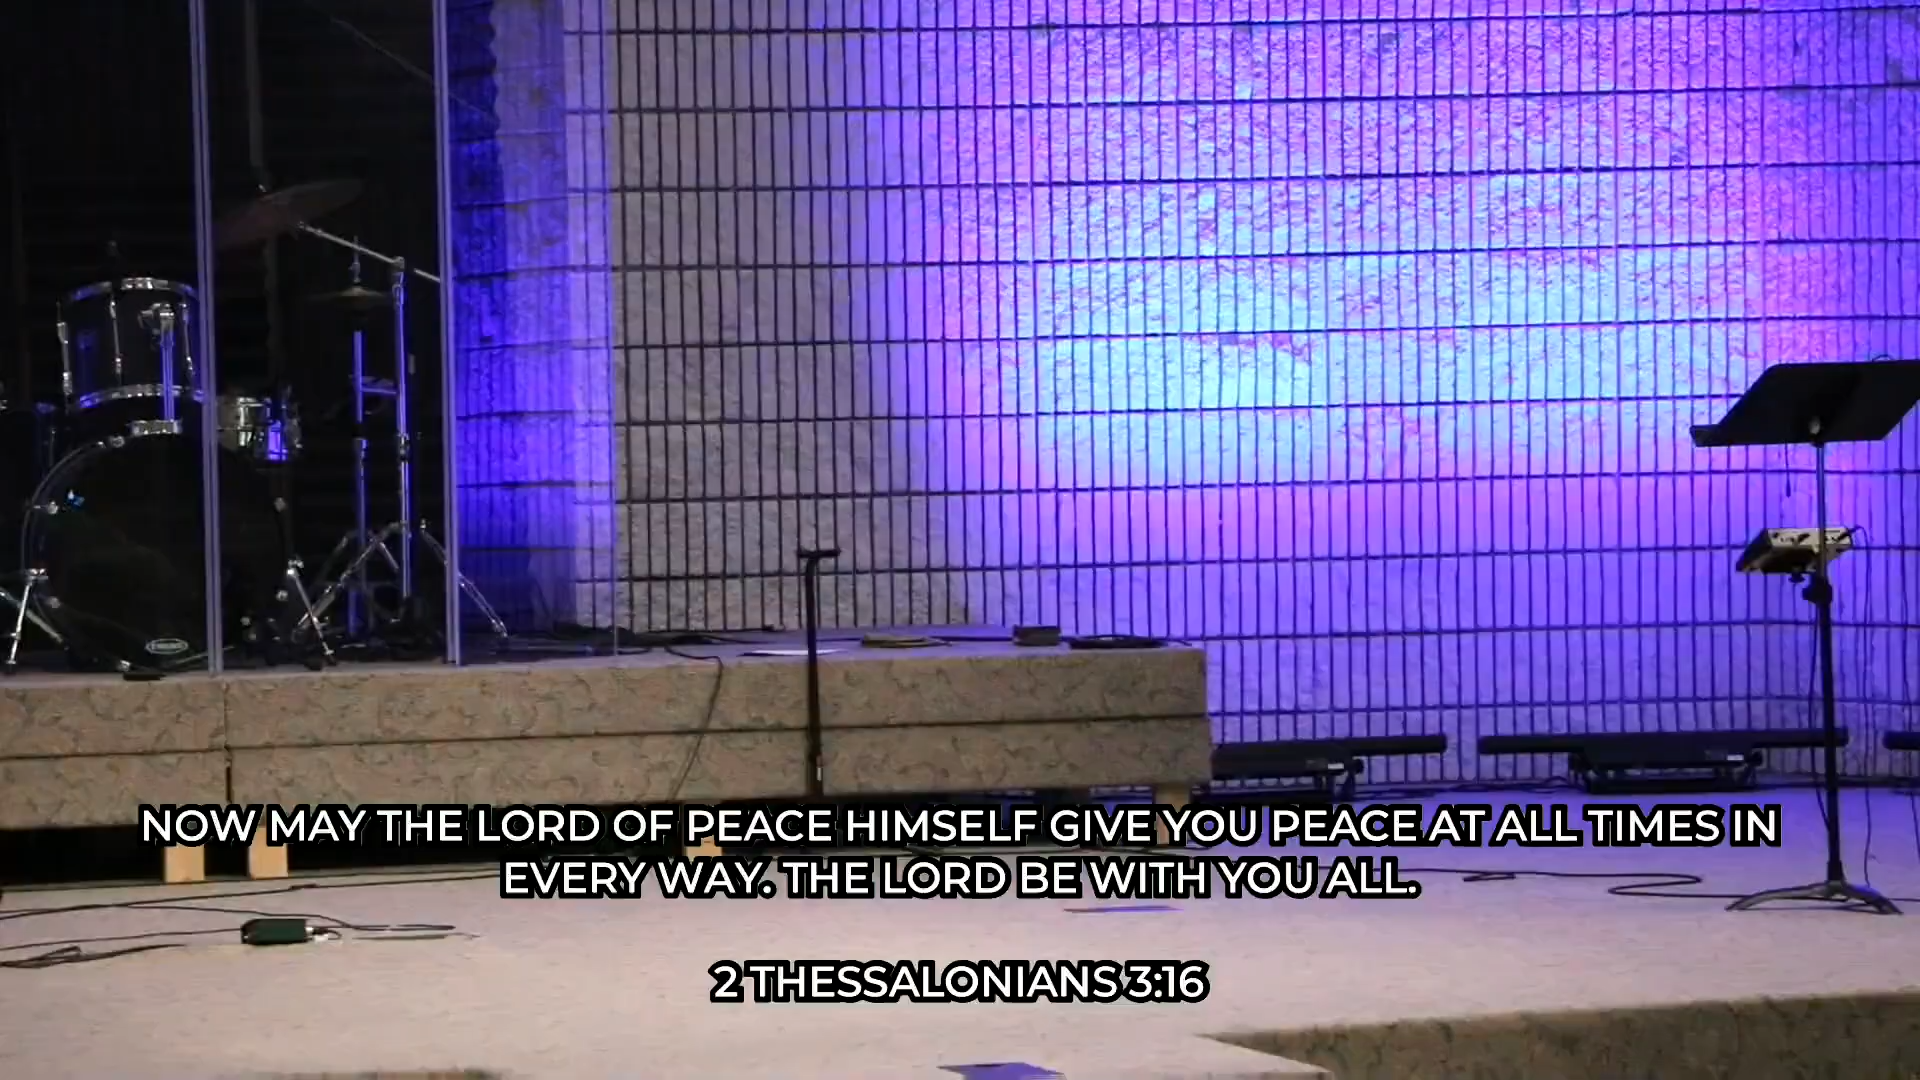 NOW MAY THE LORD OF PEACE HIMSELF GIVE YOU PEACE AT ALL TIMES IN
EVERY WAY. THE LORD BE WITH YOU ALL.
2 THESSALONIANS 3:16